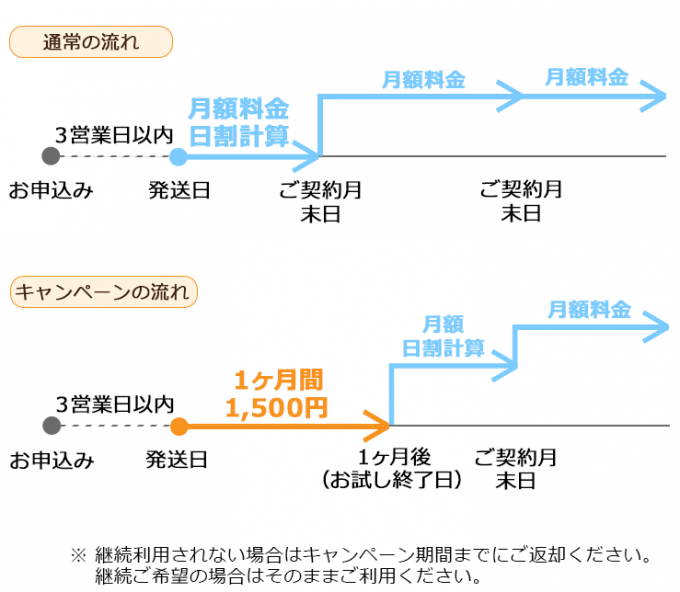 通常の流れ
月額料金
月額料金
月額料金
日割計算
3営業日以内
お申込み
発送日
ご契約月
末日
ご契約月
末日
キャンペーンの流れ
月額料金
月額
日割計算
1ヶ月間
1,500円
3営業日以内
お申込み
発送日
1ヶ月後
(お試し終了日)
ご契約月
末日
※ 継続利用されない場合はキャンペーン期間までにご返却ください。
継続ご希望の場合はそのままご利用ください。